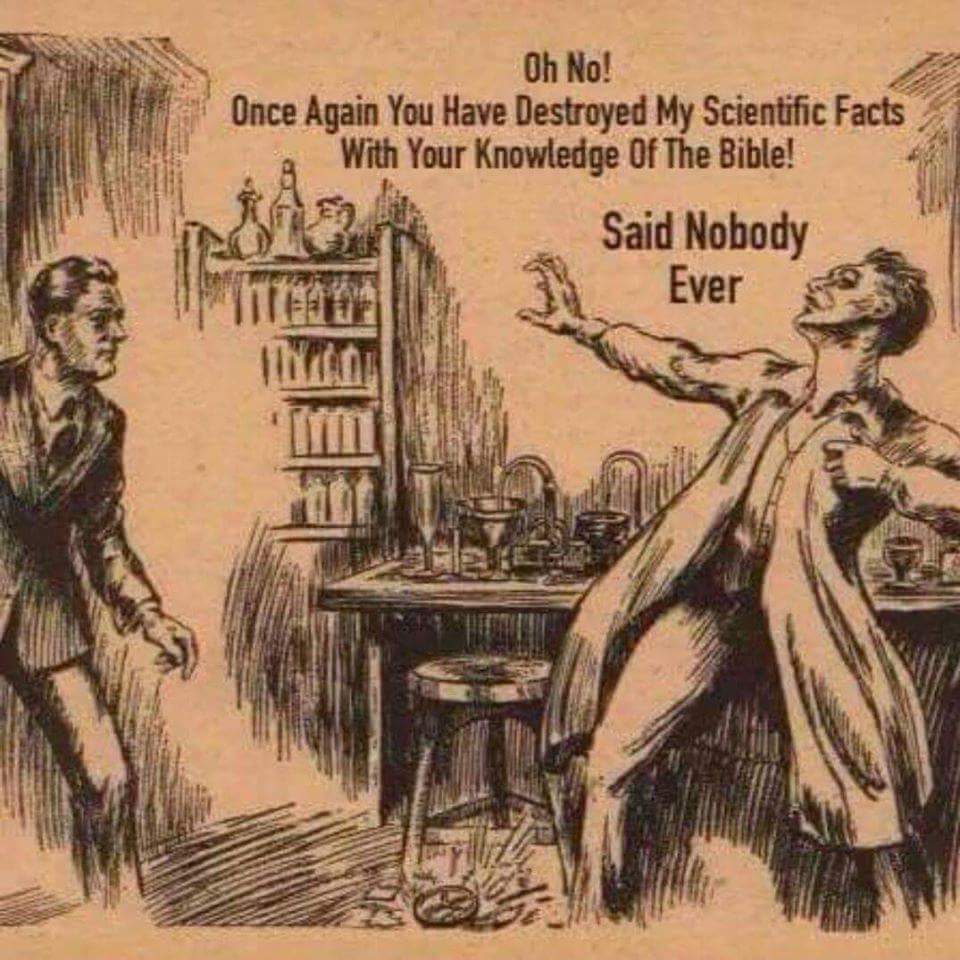 Oh No!
Once Again You Have Destroyed My Scientific Facts
With Your Knowledge Of The Bible!
Said Nobody
Ever